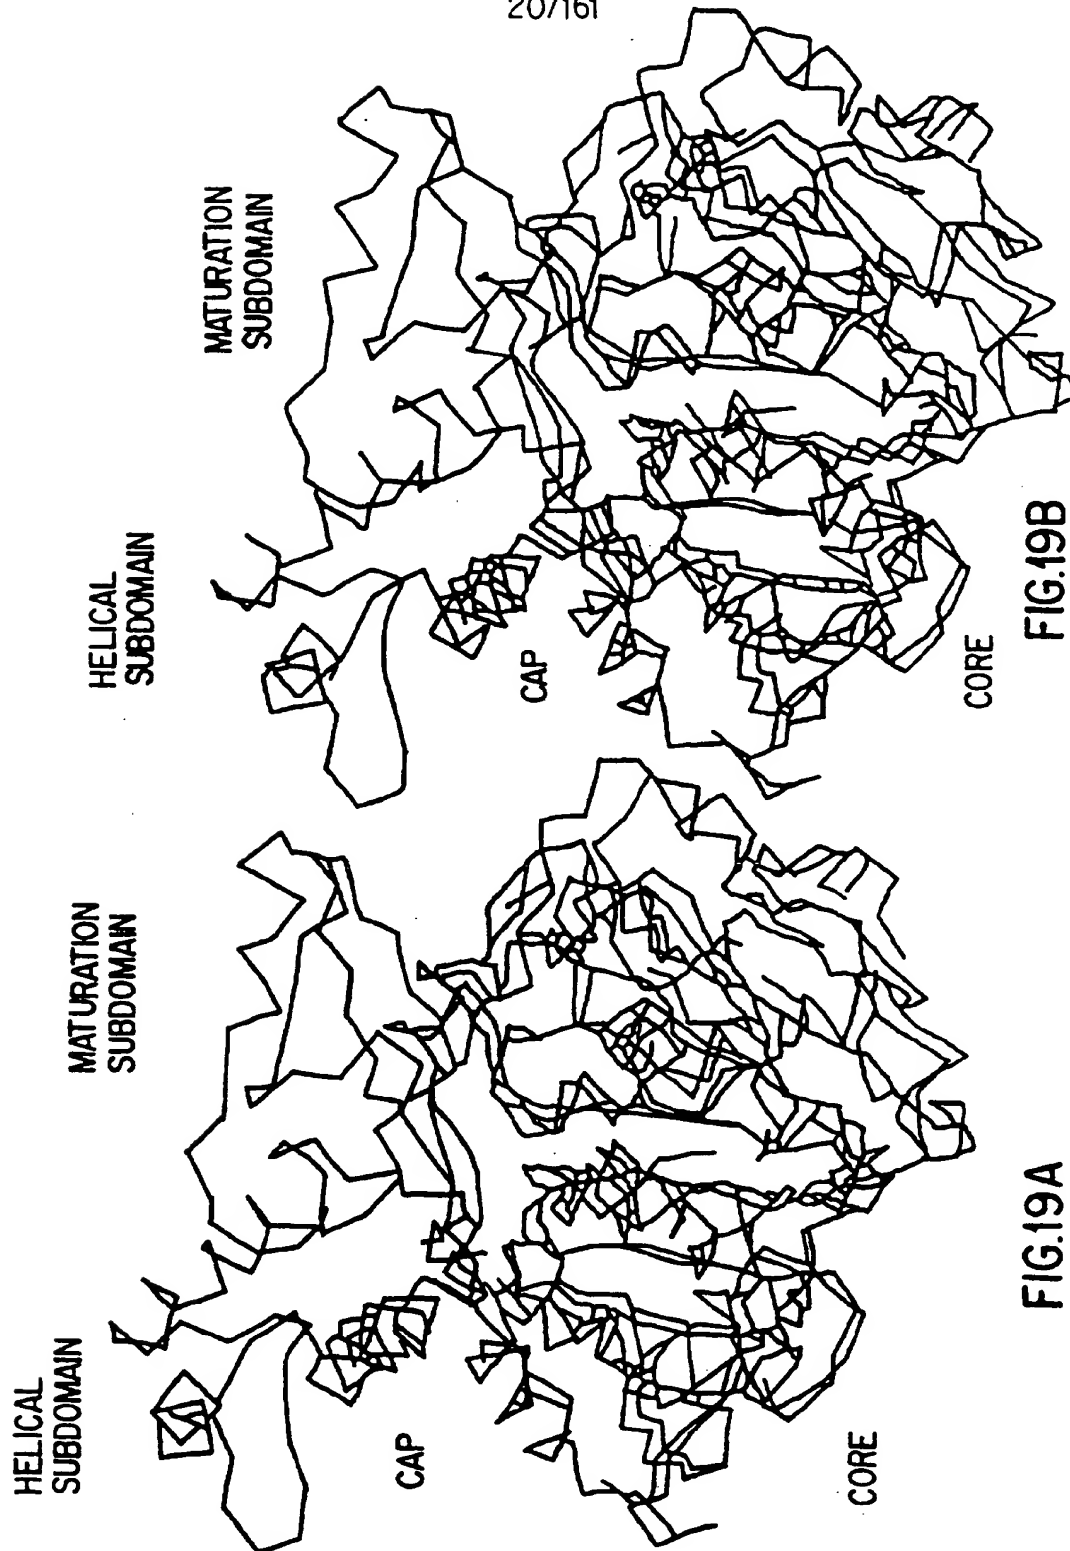 20/161
HELICAL
SUBDOMAIN
MATURATION
SUBDOMAIN
CAP
CORE
FIG.19A
HELICAL
SUBDOMAIN
MATURATION
SUBDOMAIN
CAP
CORE
FIG.19B